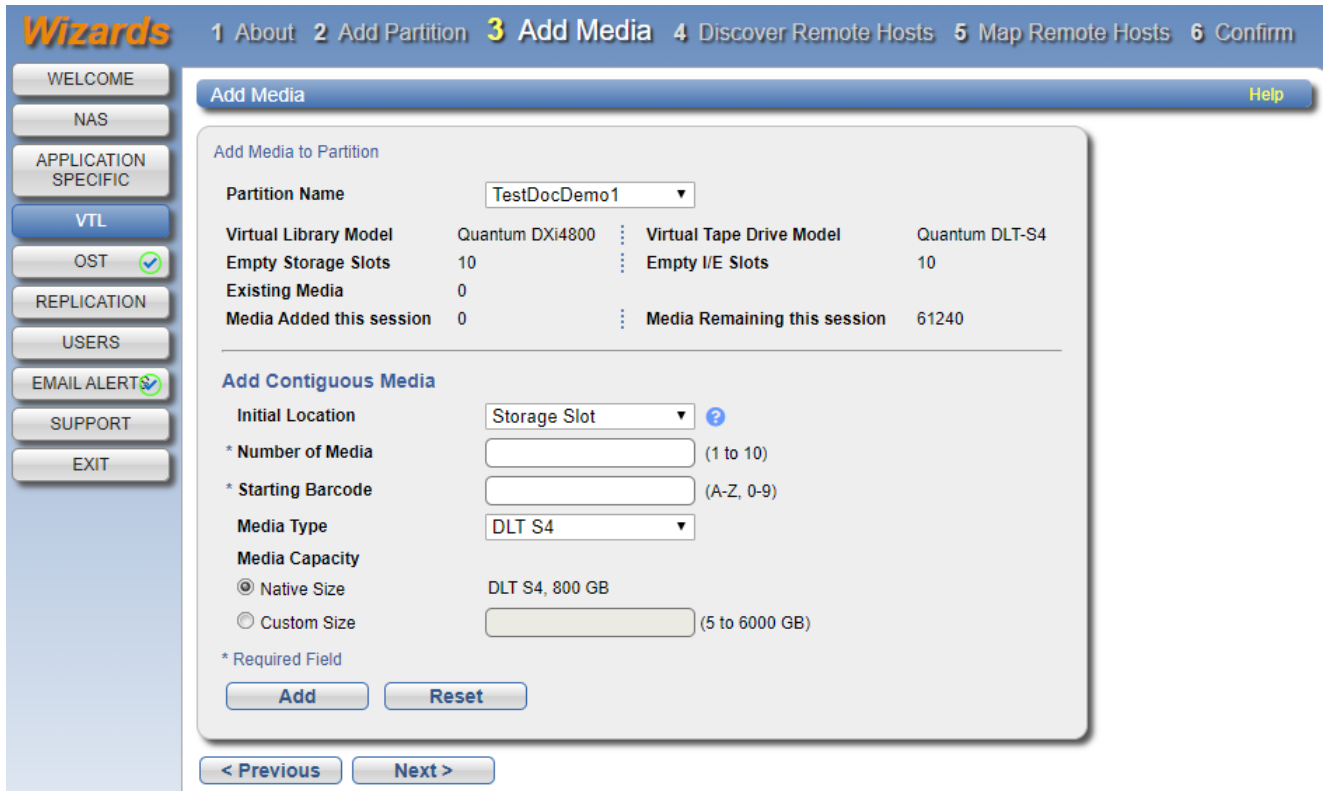 Wizards
1 About 2 Add Partition 3 Add Media 4 Discover Remote Hosts 5 Map Remote Hosts 6 Confirm
WELCOME
NAS
APPLICATION
SPECIFIC
VTL
OST
REPLICATION
USERS
EMAIL ALERTS
SUPPORT
EXIT
Add Media Help
Add Media to Partition
Partition Name TestDocDemo1
Virtual Library Model Quantum DXi4800 Virtual Tape Drive Model Quantum DLT-S4
Empty Storage Slots 10 Empty I/E Slots 10
Existing Media 0
Media Added this session 0 Media Remaining this session 61240
Add Contiguous Media
Initial Location Storage Slot ?
* Number of Media (1 to 10)
* Starting Barcode (A-Z, 0-9)
Media Type DLT S4
Media Capacity
Native Size DLT S4, 800 GB
Custom Size (5 to 6000 GB)
* Required Field
Add Reset
< Previous Next >